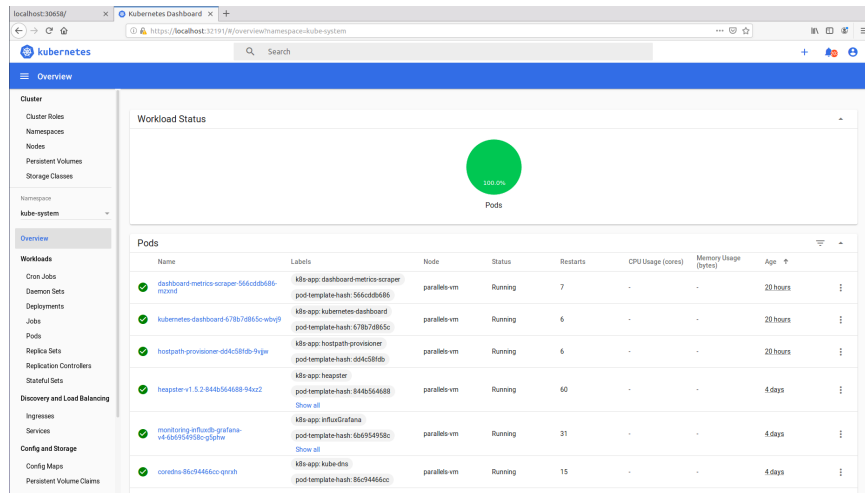 localhost:30658/ × Kubernetes Dashboard × +
https://localhost:32191/#/overview?namespace=kube-system
kubernetes
Search
Overview
Cluster
Cluster Roles
Namespaces
Nodes
Persistent Volumes
Storage Classes
Namespace
kube-system
Overview
Workloads
Cron Jobs
Daemon Sets
Deployments
Jobs
Pods
Replica Sets
Replication Controllers
Stateful Sets
Discovery and Load Balancing
Ingresses
Services
Config and Storage
Config Maps
Persistent Volume Claims
Workload Status
100.0%
Pods
Pods
Name Labels Node Status Restarts CPU Usage (cores) Memory Usage (bytes) Age
dashboard-metrics-scraper-566cddb686-
mzxrd
k8s-app: dashboard-metrics-scraper
pod-template-hash: 566cddb686
parallels-vm Running 7 - - 20 hours
kubernetes-dashboard-678b7d865c-wbvj9
k8s-app: kubernetes-dashboard
pod-template-hash: 678b7d865c
parallels-vm Running 6 - - 20 hours
hostpath-provisioner-dd4c58fdb-9vjjw
k8s-app: hostpath-provisioner
pod-template-hash: dd4c58fdb
parallels-vm Running 6 - - 20 hours
heapster-v1.5.2-844b564688-94xz2
k8s-app: heapster
pod-template-hash: 844b564688
Show all
parallels-vm Running 60 - - 4 days
monitoring-influxdb-grafana-
v4-6b6954958c-g5phw
k8s-app: influxGrafana
pod-template-hash: 6b6954958c
Show all
parallels-vm Running 31 - - 4 days
coredns-86c94466cc-qnrxh
k8s-app: kube-dns
pod-template-hash: 86c94466cc
parallels-vm Running 15 - - 4 days